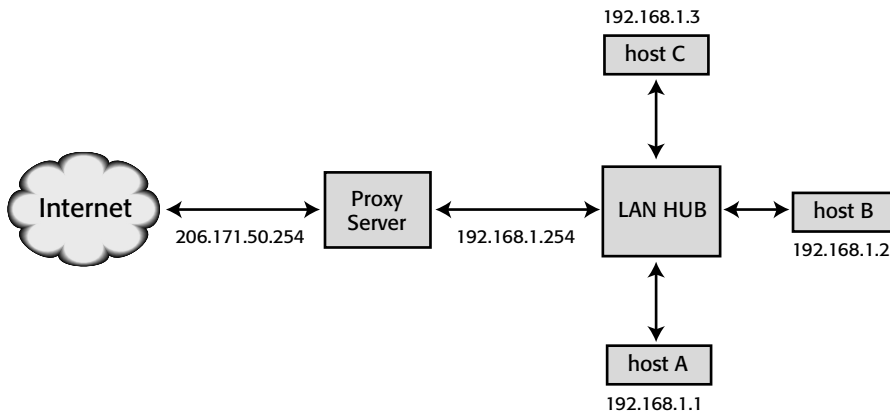 192.168.1.3
host C
Internet
206.171.50.254
Proxy
Server
192.168.1.254
LAN HUB
host B
192.168.1.2
host A
192.168.1.1